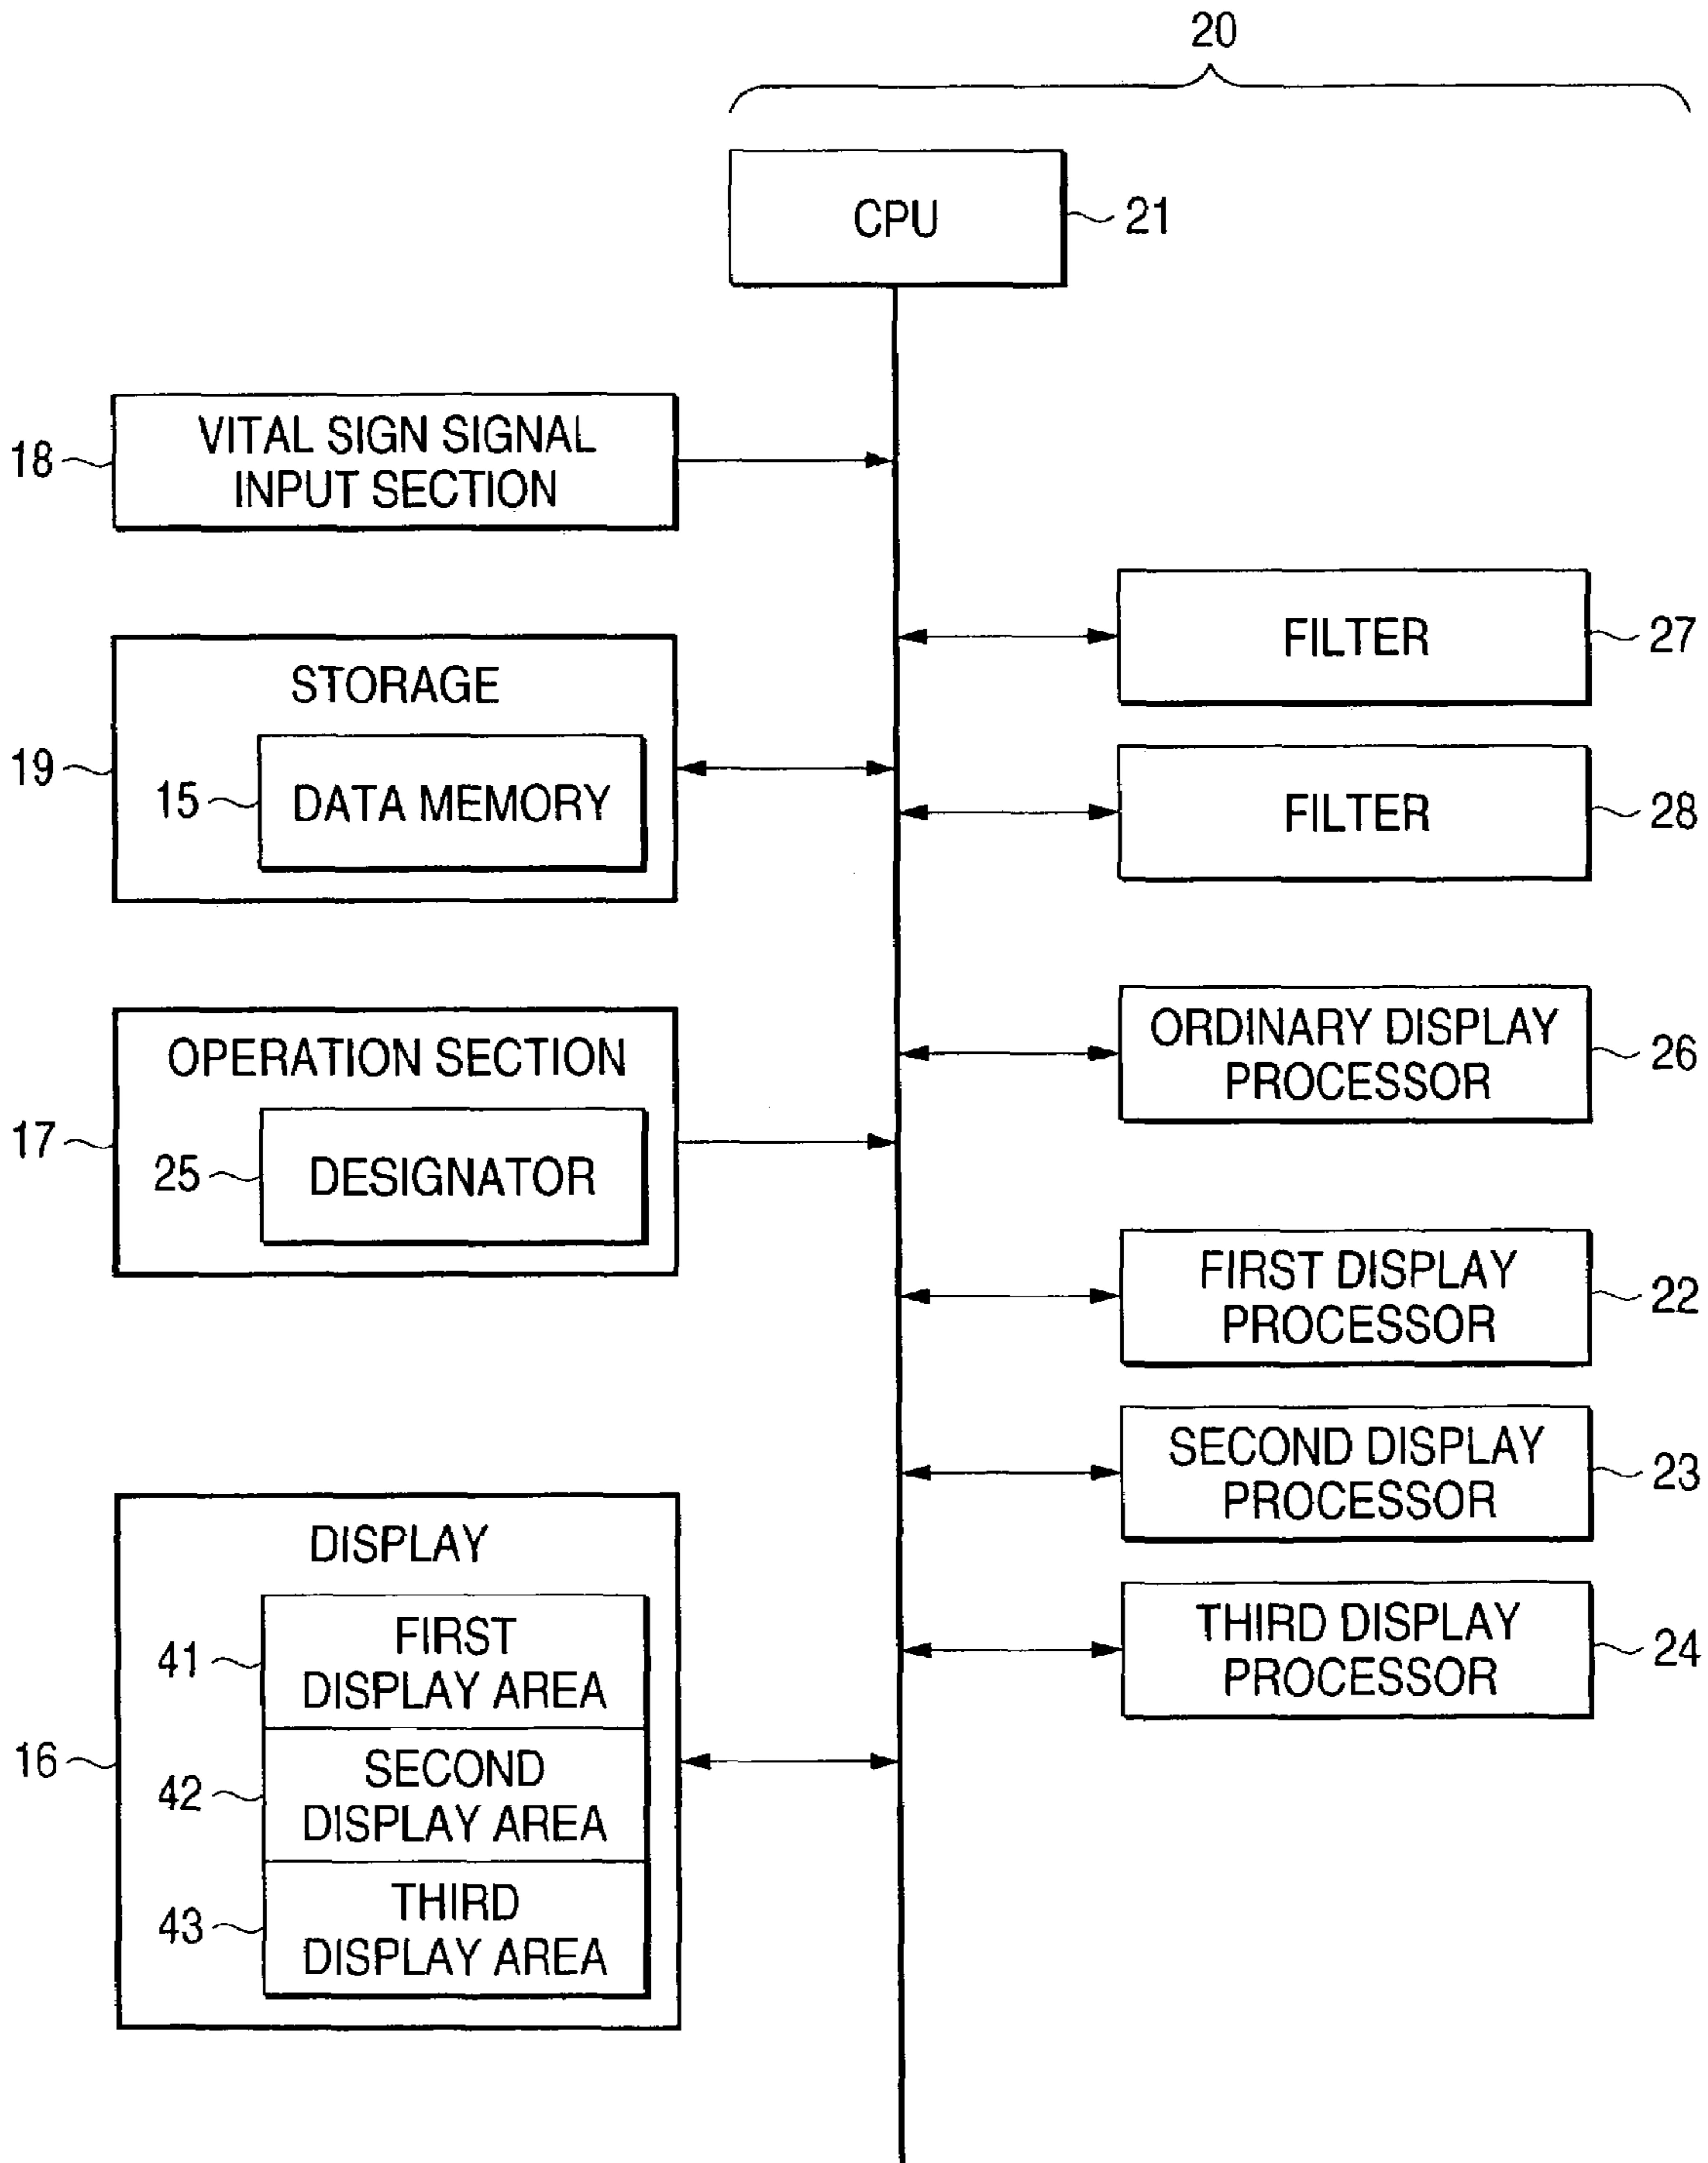 20
CPU
21
VITAL SIGN SIGNAL
INPUT SECTION
18
STORAGE
19
15
DATA MEMORY
OPERATION SECTION
17
25
DESIGNATOR
DISPLAY
16
41
FIRST
DISPLAY AREA
42
SECOND
DISPLAY AREA
43
THIRD
DISPLAY AREA
FILTER
27
FILTER
28
ORDINARY DISPLAY
PROCESSOR
26
FIRST DISPLAY
PROCESSOR
22
SECOND DISPLAY
PROCESSOR
23
THIRD DISPLAY
PROCESSOR
24